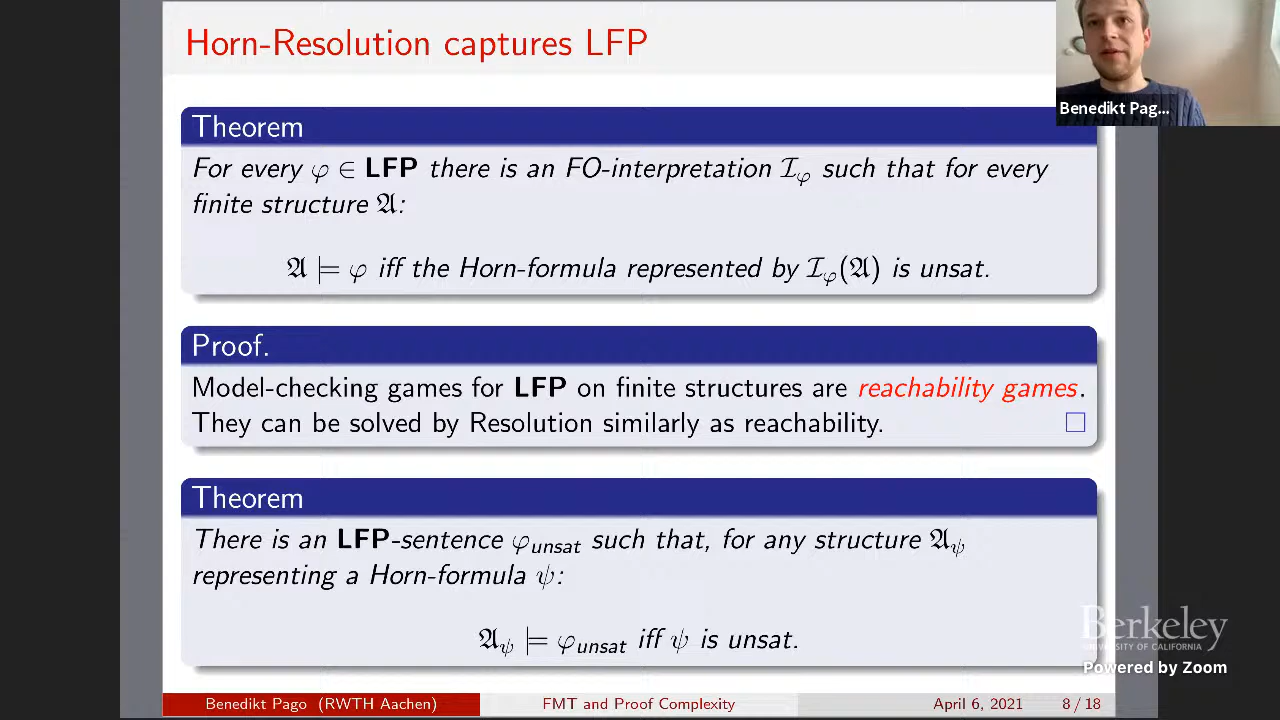 Horn-Resolution captures LFP
Benedikt Pag...
Theorem
For every φ ∈ LFP there is an FO-interpretation ℐ_φ such that for every
finite structure 𝔄:
𝔄 ⊨ φ iff the Horn-formula represented by ℐ_φ(𝔄) is unsat.
Proof.
Model-checking games for LFP on finite structures are reachability games.
They can be solved by Resolution similarly as reachability. □
Theorem
There is an LFP-sentence φ_unsat such that, for any structure 𝔄_ψ
representing a Horn-formula ψ:
𝔄_ψ ⊨ φ_unsat iff ψ is unsat.
Berkeley
UNIVERSITY OF CALIFORNIA
Powered by Zoom
Benedikt Pago (RWTH Aachen) FMT and Proof Complexity April 6, 2021 8 / 18